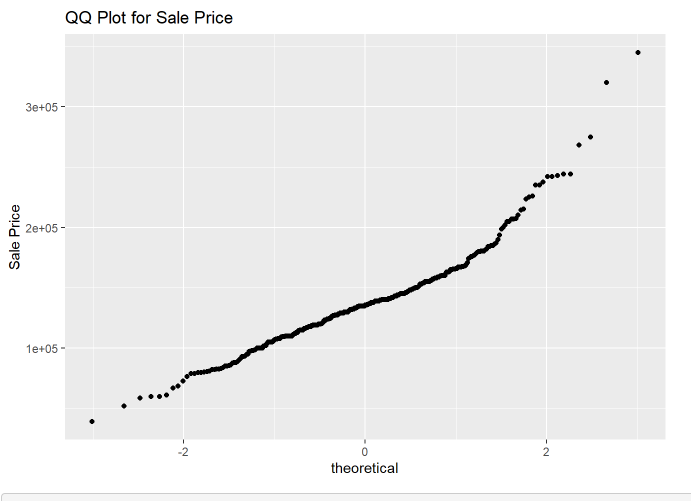 QQ Plot for Sale Price
3e+05
2e+05
1e+05
Sale Price
-2
0
2
theoretical